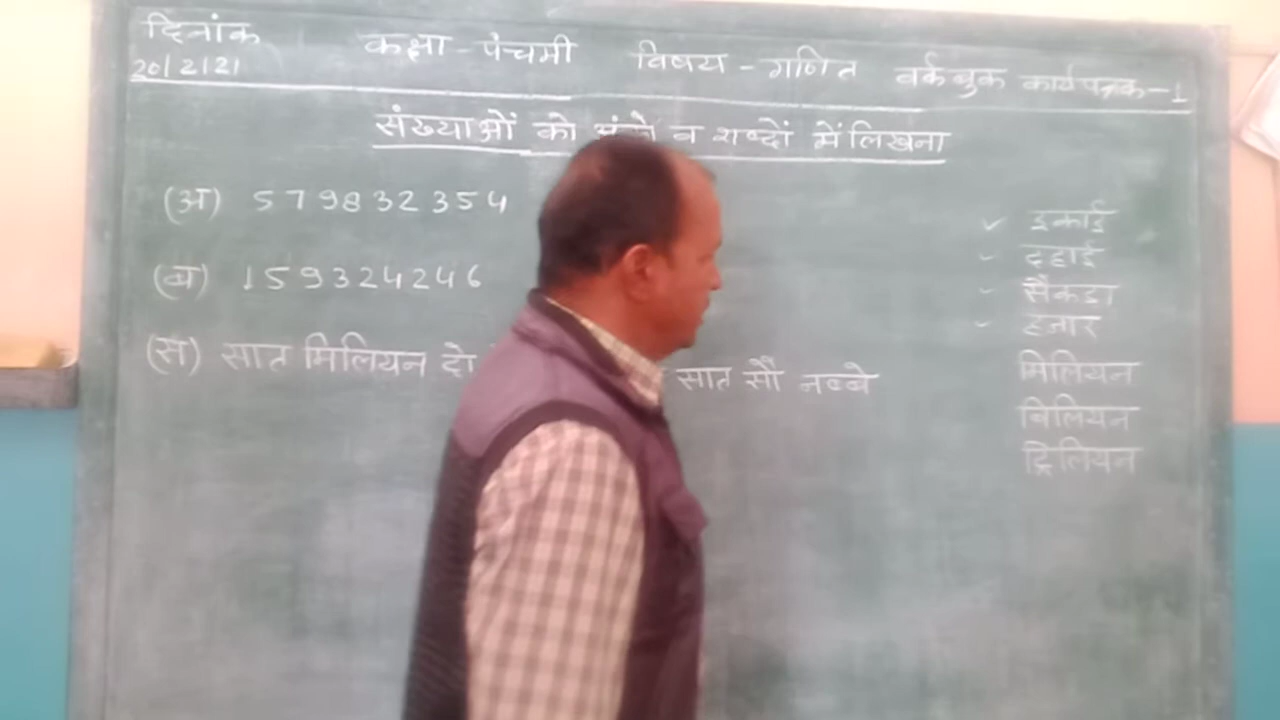 दिनांक कक्षा - पंचमी विषय - गणित वर्कबुक कार्यपत्रक-1
20/2/21
संख्याओं को व शब्दों में लिखना
(अ) 579832354
(ब) 159324246
(स) सात मिलियन दो सात सौ नब्बे
इकाई
दहाई
सैंकडा
हजार
मिलियन
बिलियन
ट्रिलियन